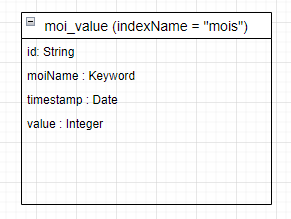 moi_value (indexName = "mois")
id: String
moiName : Keyword
timestamp : Date
value : Integer